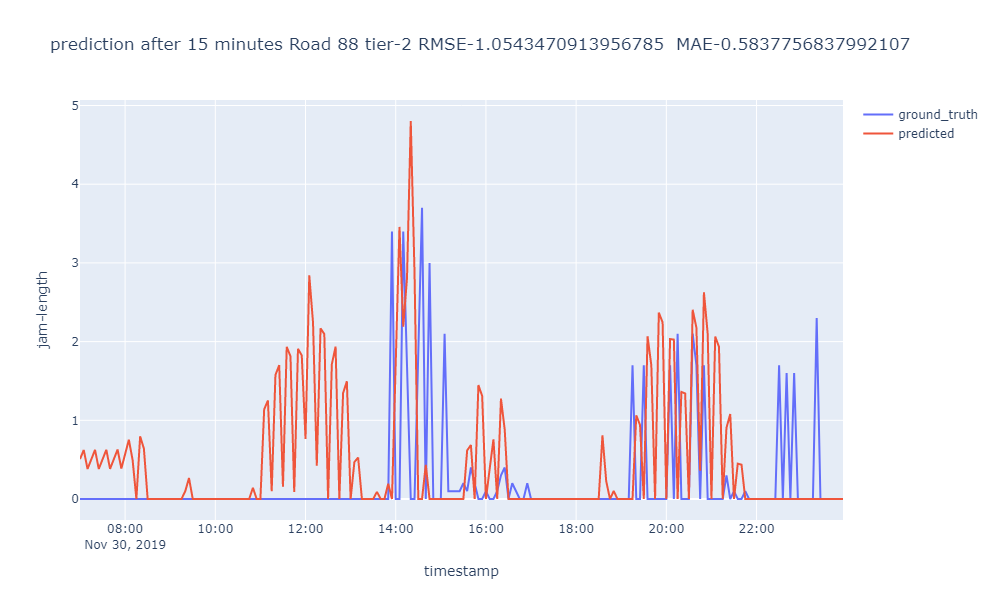 prediction after 15 minutes Road 88 tier-2 RMSE-1.0543470913956785  MAE-0.5837756837992107
ground_truth
predicted
jam-length
5
4
3
2
1
0
08:00 10:00 12:00 14:00 16:00 18:00 20:00 22:00
Nov 30, 2019
timestamp